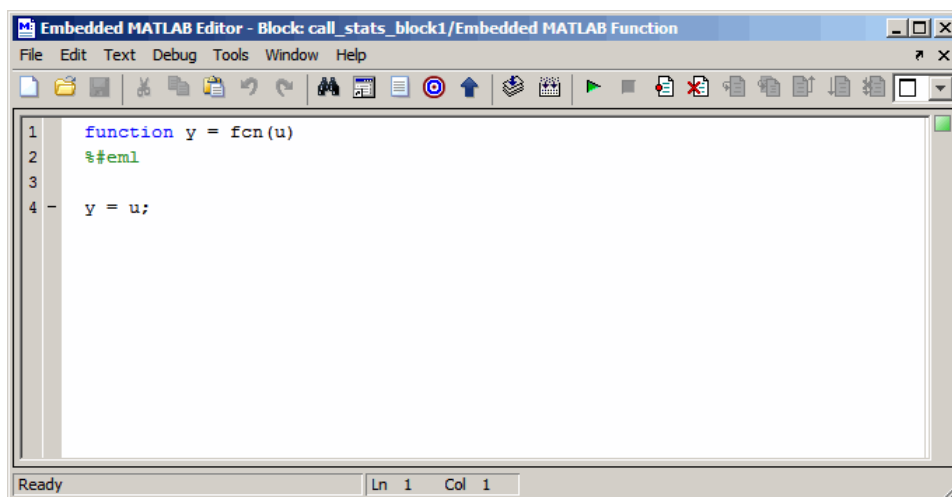 Embedded MATLAB Editor - Block: call_stats_block1/Embedded MATLAB Function
File Edit Text Debug Tools Window Help
1 function y = fcn(u)
2 %#eml
3
4 - y = u;
Ready Ln 1 Col 1